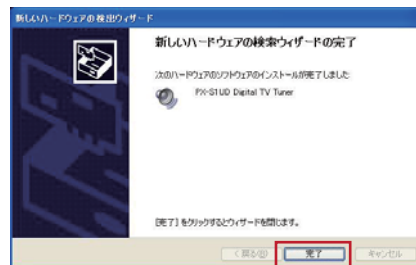 新しいハードウェアの検出ウィザード
新しいハードウェアの検索ウィザードの完了
次のハードウェアのソフトウェアのインストールが完了しました
PX-S1UD Digital TV Tuner
[完了] をクリックするとウィザードを閉じます。
< 戻る(B) 完了 キャンセル